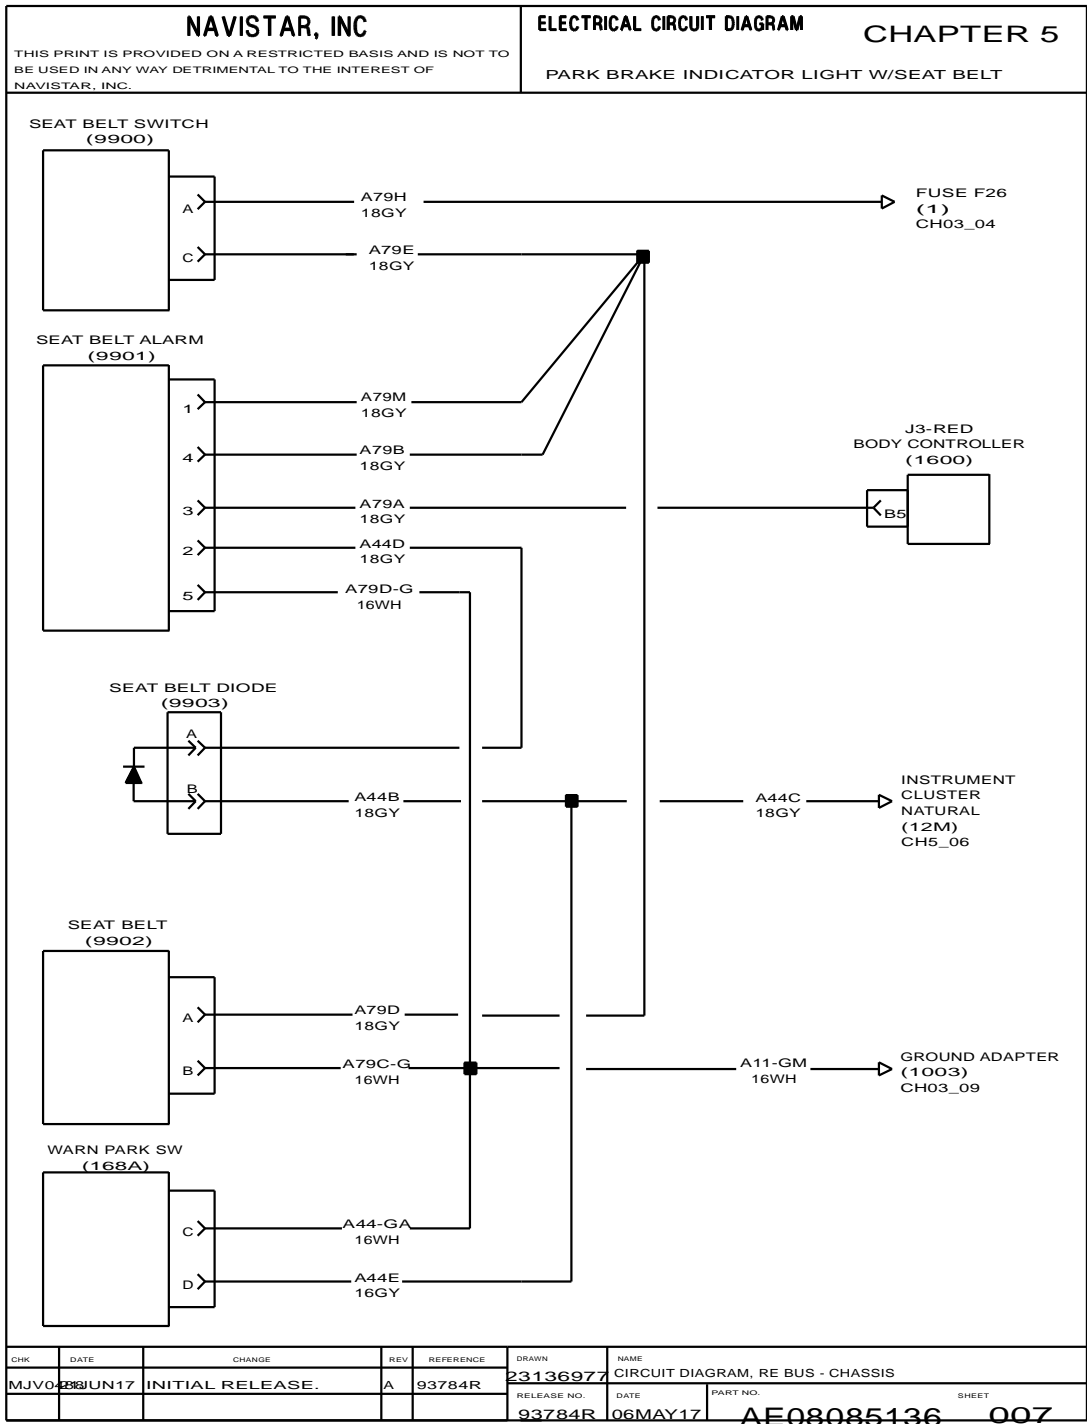 NAVISTAR, INC
THIS PRINT IS PROVIDED ON A RESTRICTED BASIS AND IS NOT TO
BE USED IN ANY WAY DETRIMENTAL TO THE INTEREST OF
NAVISTAR, INC.
ELECTRICAL CIRCUIT DIAGRAM
CHAPTER 5
PARK BRAKE INDICATOR LIGHT W/SEAT BELT
SEAT BELT SWITCH
(9900)
A
A79H
18GY
FUSE F26
(1)
CH03_04
C
A79E
18GY
SEAT BELT ALARM
(9901)
1
A79M
18GY
4
A79B
18GY
3
A79A
18GY
J3-RED
BODY CONTROLLER
(1600)
B5
2
A44D
18GY
5
A79D-G
16WH
SEAT BELT DIODE
(9903)
A
B
A44B
18GY
A44C
18GY
INSTRUMENT
CLUSTER
NATURAL
(12M)
CH5_06
SEAT BELT
(9902)
A
A79D
18GY
B
A79C-G
16WH
A11-GM
16WH
GROUND ADAPTER
(1003)
CH03_09
WARN PARK SW
(168A)
C
A44-GA
16WH
D
A44E
16GY
CHK DATE CHANGE REV REFERENCE
JUN17 INITIAL RELEASE. A 93784R
DRAWN
23136977
NAME
CIRCUIT DIAGRAM, RE BUS - CHASSIS
RELEASE NO.
93784R
DATE
06MAY17
PART NO.
AE08085136
SHEET
007